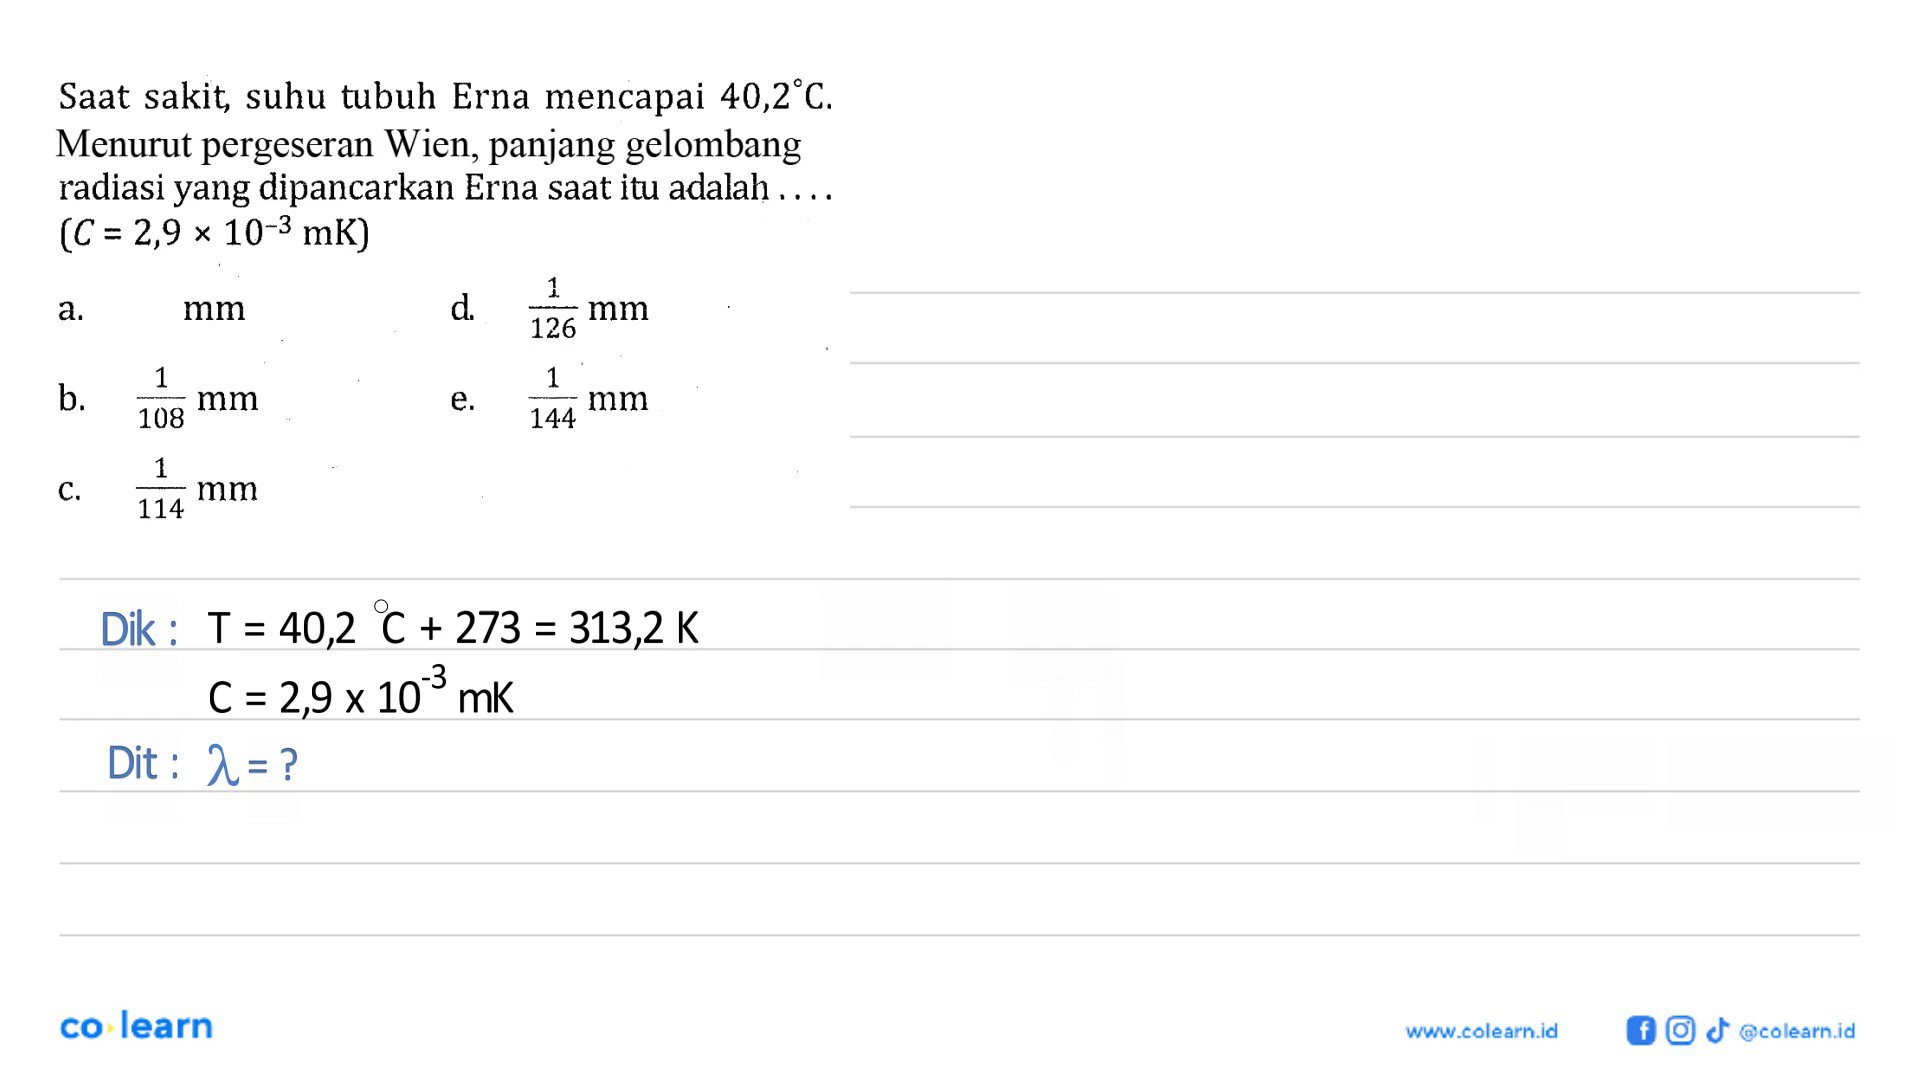 Saat sakit, suhu tubuh Erna mencapai 40,2°C.
Menurut pergeseran Wien, panjang gelombang
radiasi yang dipancarkan Erna saat itu adalah . . . .
(C = 2,9 × 10⁻³ mK)
a. mm
d. 1/126 mm
b. 1/108 mm
e. 1/144 mm
c. 1/114 mm
Dik : T = 40,2 °C + 273 = 313,2 K
C = 2,9 x 10⁻³ mK
Dit : λ = ?
co learn
www.colearn.id
@colearn.id